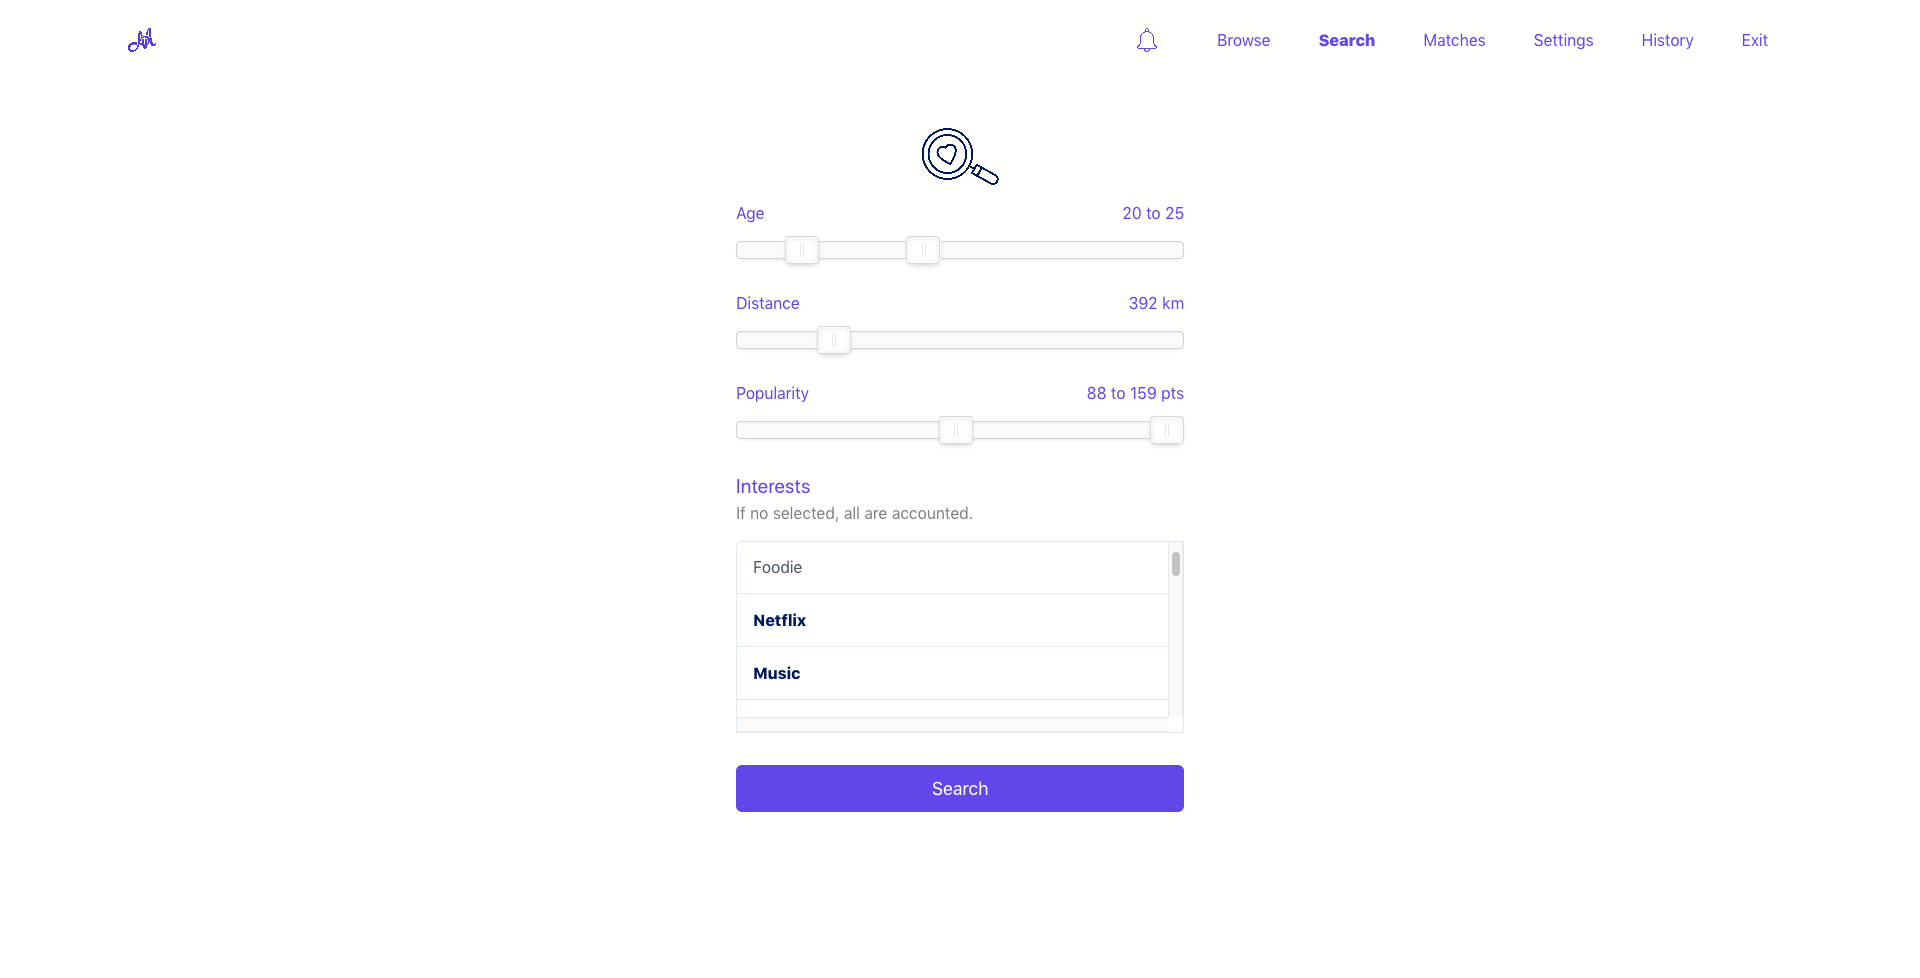 Browse Search Matches Settings History Exit
Age 20 to 25
Distance 392 km
Popularity 88 to 159 pts
Interests
If no selected, all are accounted.
Foodie
Netflix
Music
Search